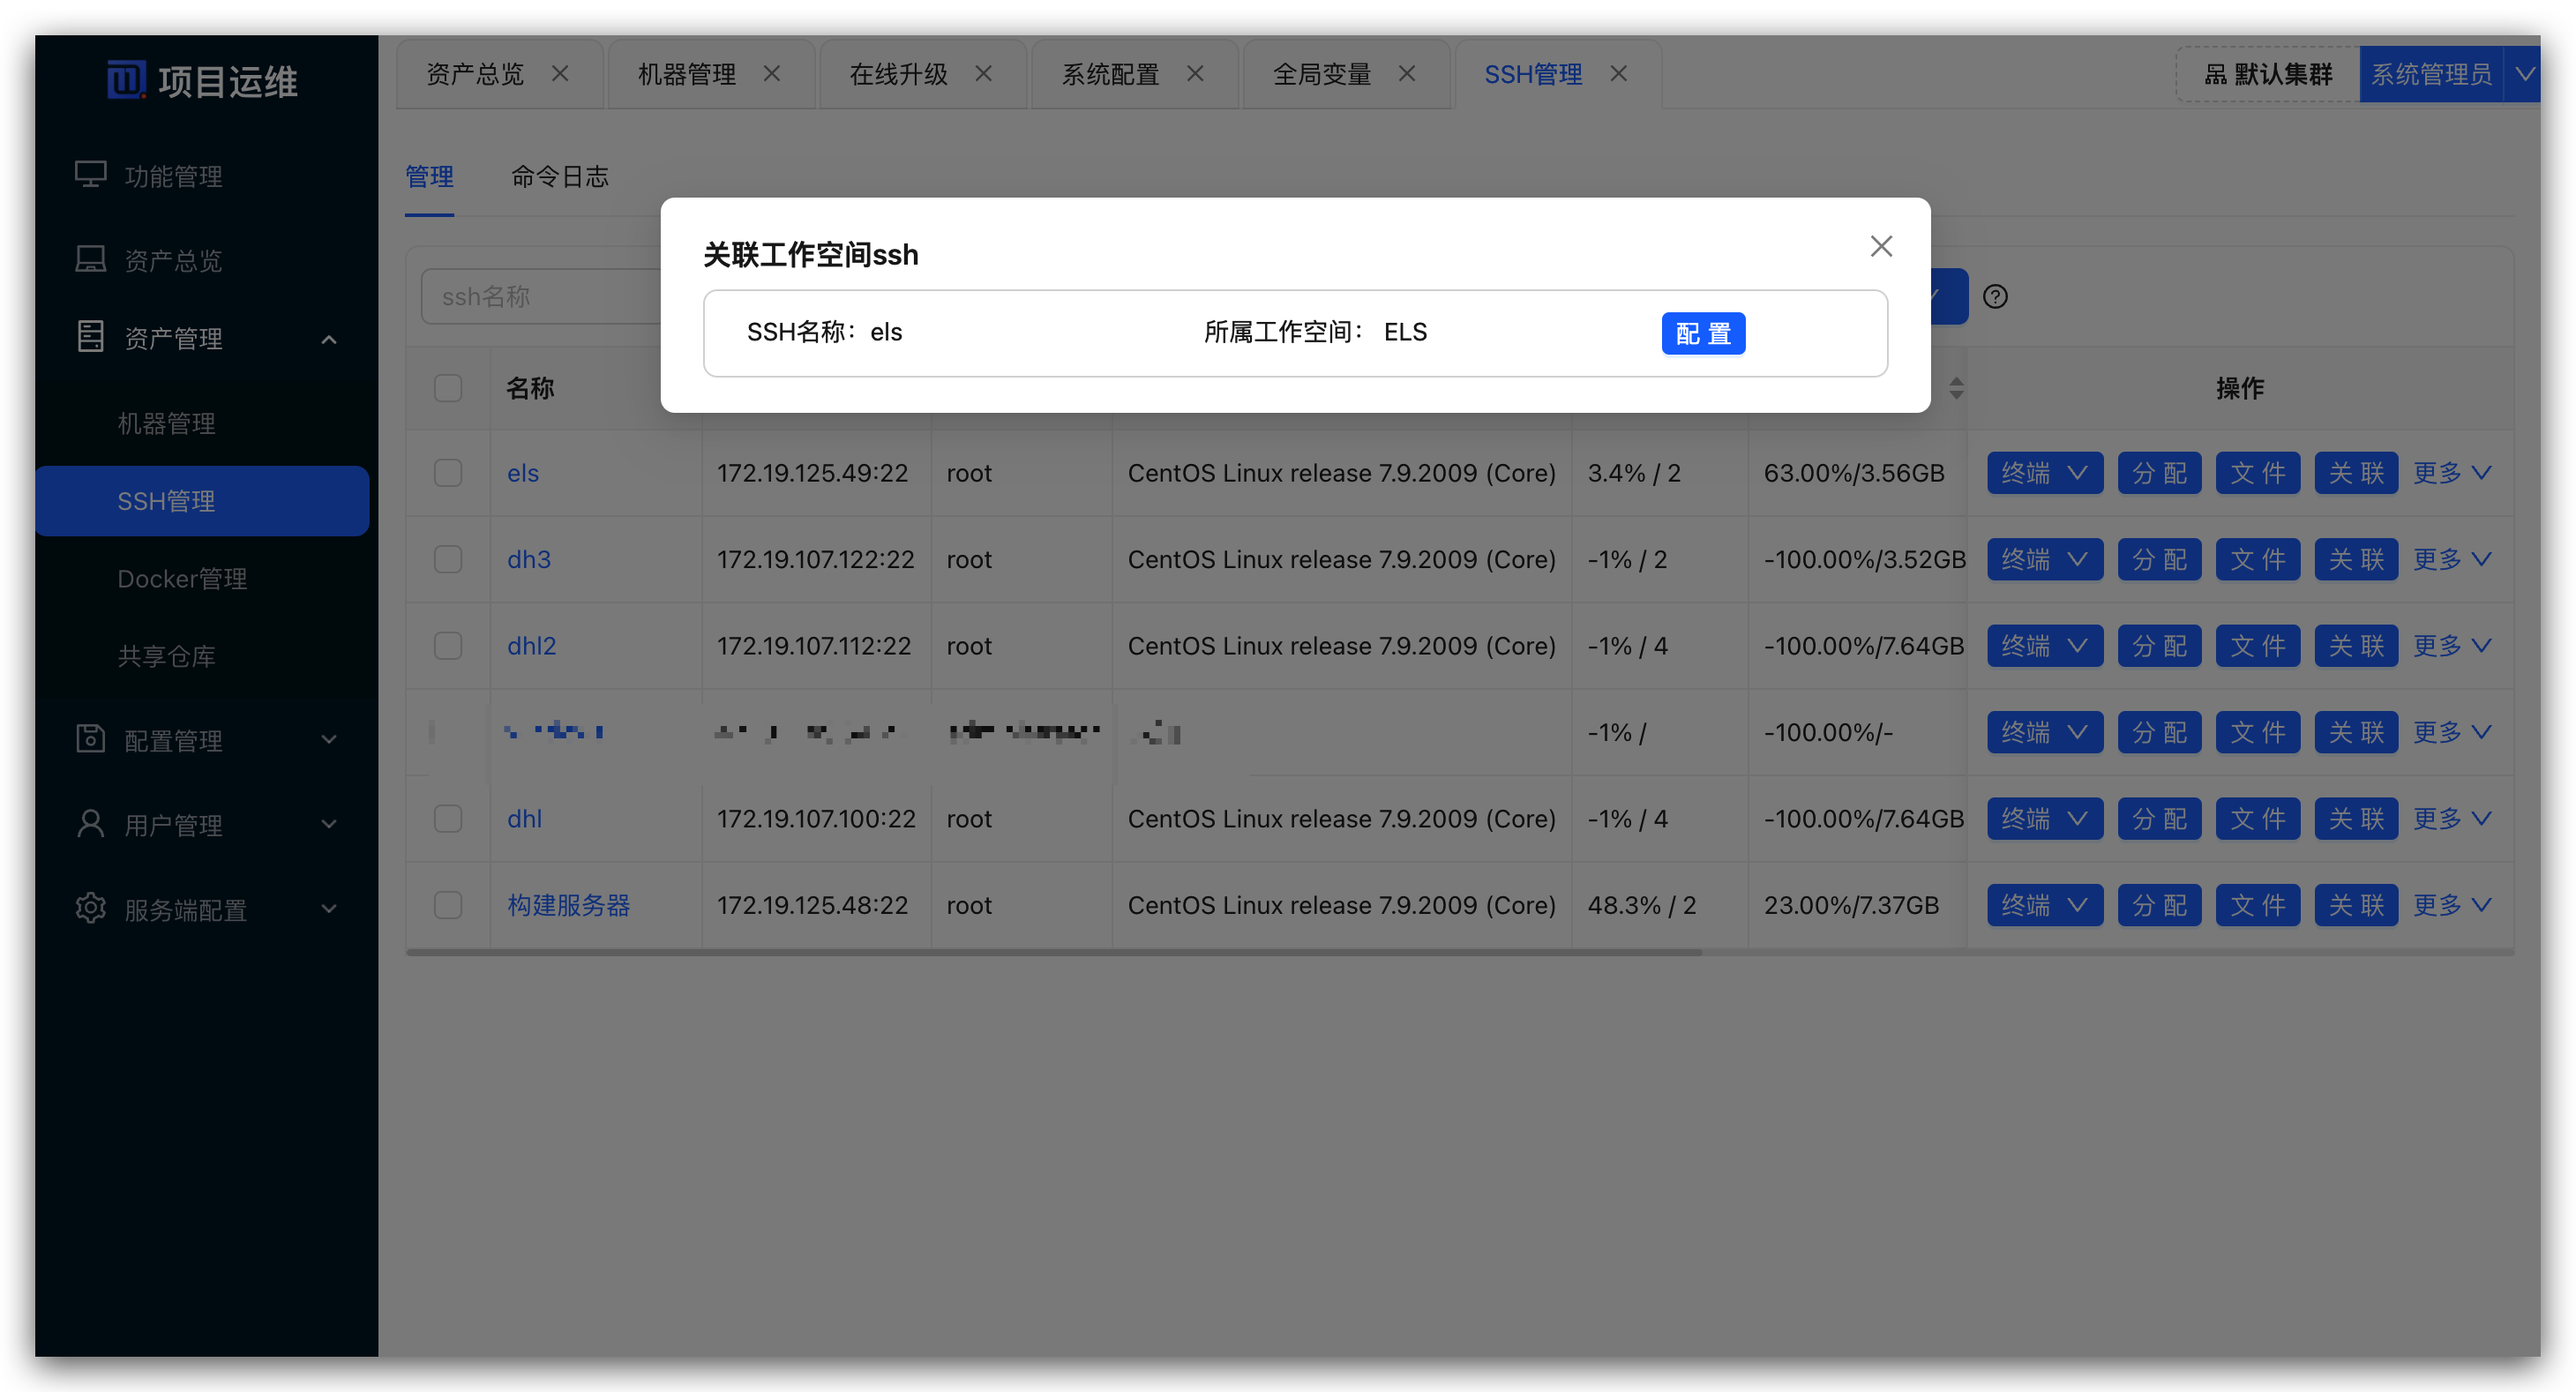 项目运维
资产总览 机器管理 在线升级 系统配置 全局变量 SSH管理 默认集群 系统管理员
功能管理
资产总览
资产管理
机器管理
SSH管理
Docker管理
共享仓库
配置管理
用户管理
服务端配置
管理 命令日志
关联工作空间ssh
SSH名称：els 所属工作空间： ELS 配置
ssh名称
名称 操作
els 172.19.125.49:22 root CentOS Linux release 7.9.2009 (Core) 3.4% / 2 63.00%/3.56GB 终端 分配 文件 关联 更多
dh3 172.19.107.122:22 root CentOS Linux release 7.9.2009 (Core) -1% / 2 -100.00%/3.52GB 终端 分配 文件 关联 更多
dhl2 172.19.107.112:22 root CentOS Linux release 7.9.2009 (Core) -1% / 4 -100.00%/7.64GB 终端 分配 文件 关联 更多
-1% / -100.00%/- 终端 分配 文件 关联 更多
dhl 172.19.107.100:22 root CentOS Linux release 7.9.2009 (Core) -1% / 4 -100.00%/7.64GB 终端 分配 文件 关联 更多
构建服务器 172.19.125.48:22 root CentOS Linux release 7.9.2009 (Core) 48.3% / 2 23.00%/7.37GB 终端 分配 文件 关联 更多